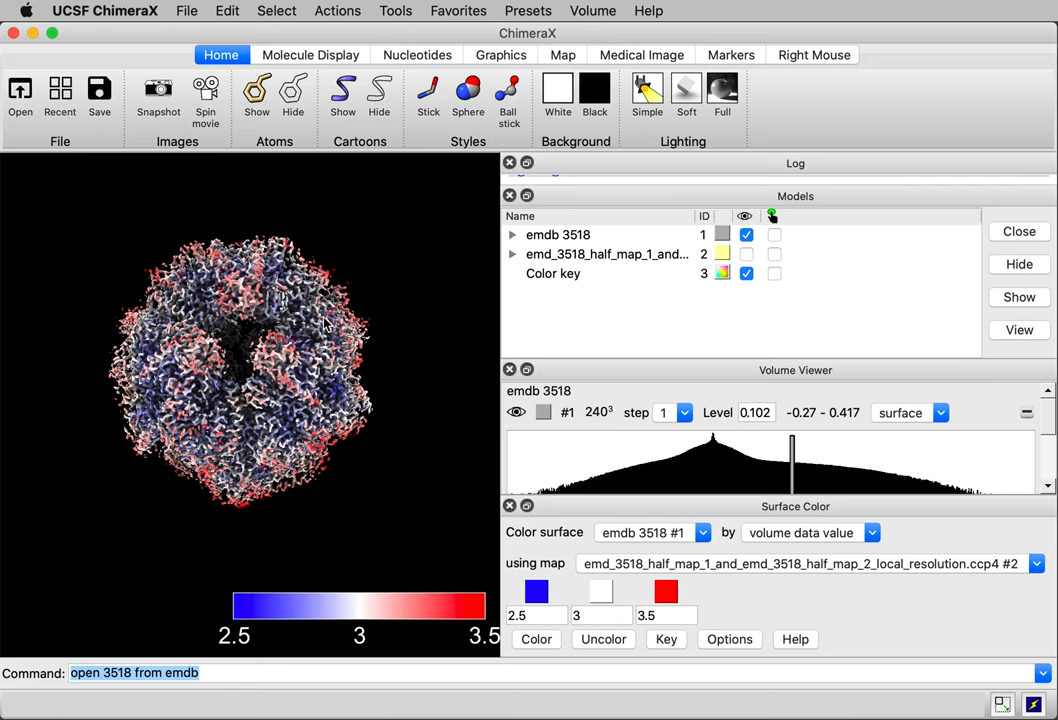 UCSF ChimeraX File Edit Select Actions Tools Favorites Presets Volume Help
ChimeraX
Home Molecule Display Nucleotides Graphics Map Medical Image Markers Right Mouse
Open Recent Save Snapshot Spin movie Show Hide Show Hide Stick Sphere Ball stick White Black Simple Soft Full
File Images Atoms Cartoons Styles Background Lighting
Log
Models
Name ID
emdb 3518 1
emd_3518_half_map_1_and... 2
Color key 3
Close
Hide
Show
View
Volume Viewer
emdb 3518
#1 240³ step 1 Level 0.102 -0.27 - 0.417 surface
Surface Color
Color surface emdb 3518 #1 by volume data value
using map emd_3518_half_map_1_and_emd_3518_half_map_2_local_resolution.ccp4 #2
2.5 3 3.5
Color Uncolor Key Options Help
2.5 3 3.5
Command: open 3518 from emdb